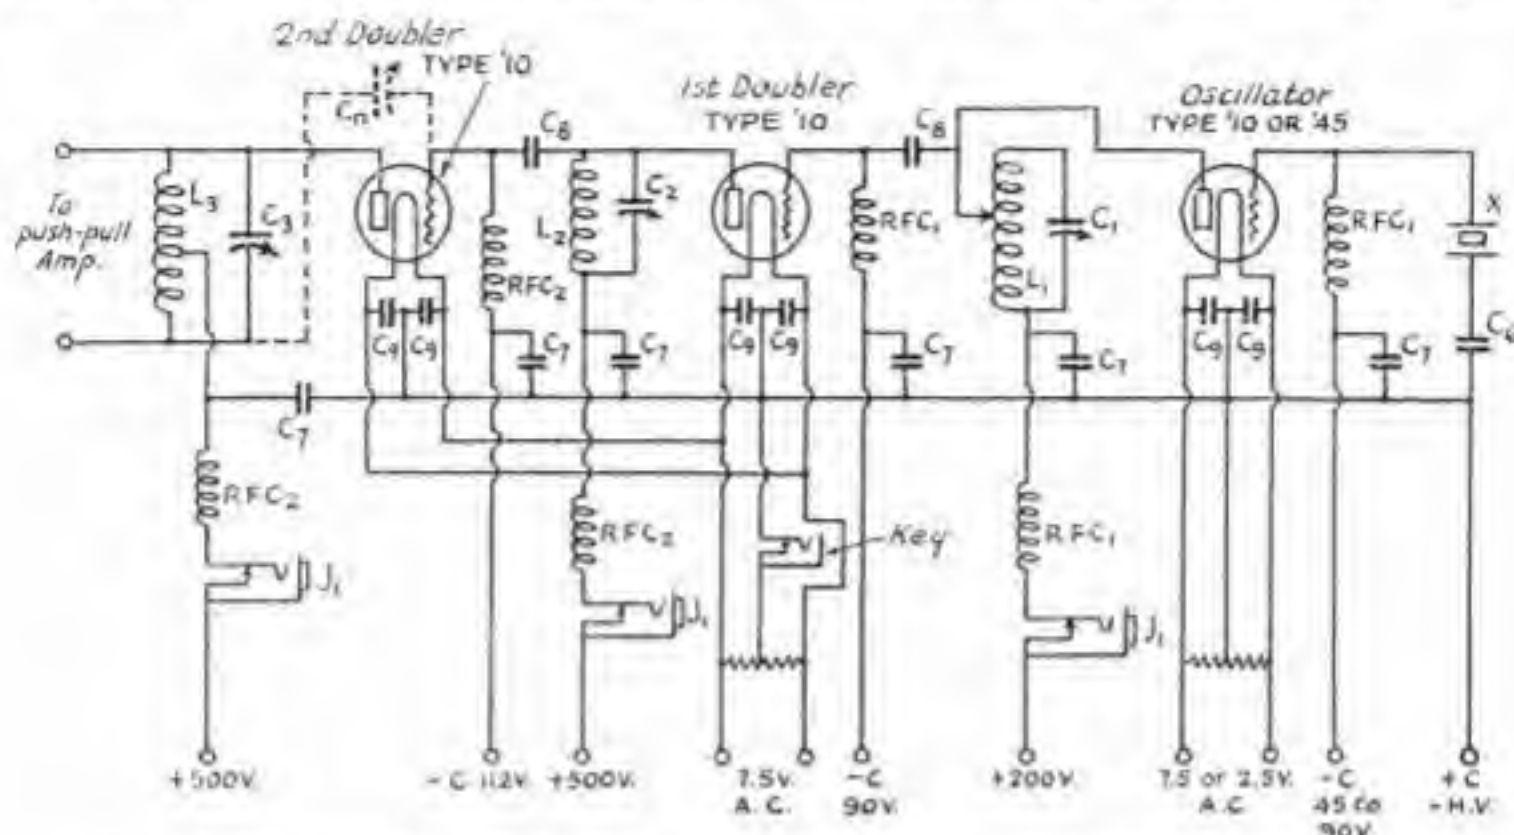 2nd Doubler
TYPE '10
Cn
C8
1st Doubler
TYPE '10
C8
Oscillator
TYPE '10 OR '45
To
push-pull
Amp.
L3
C3
RFC2
L2
C2
RFC1
L1
C1
RFC1
X
C9 C9
C7
C7
C9 C9
C7
C7
C9 C9
C7
C7
RFC2
J1
RFC2
J1
Key
RFC1
J1
+500V.
-C 112V.
+500V.
7.5V.
A.C.
-C
90V.
+200V.
7.5 or 2.5V.
A.C
-C
45 to
90V.
+C
-H.V.